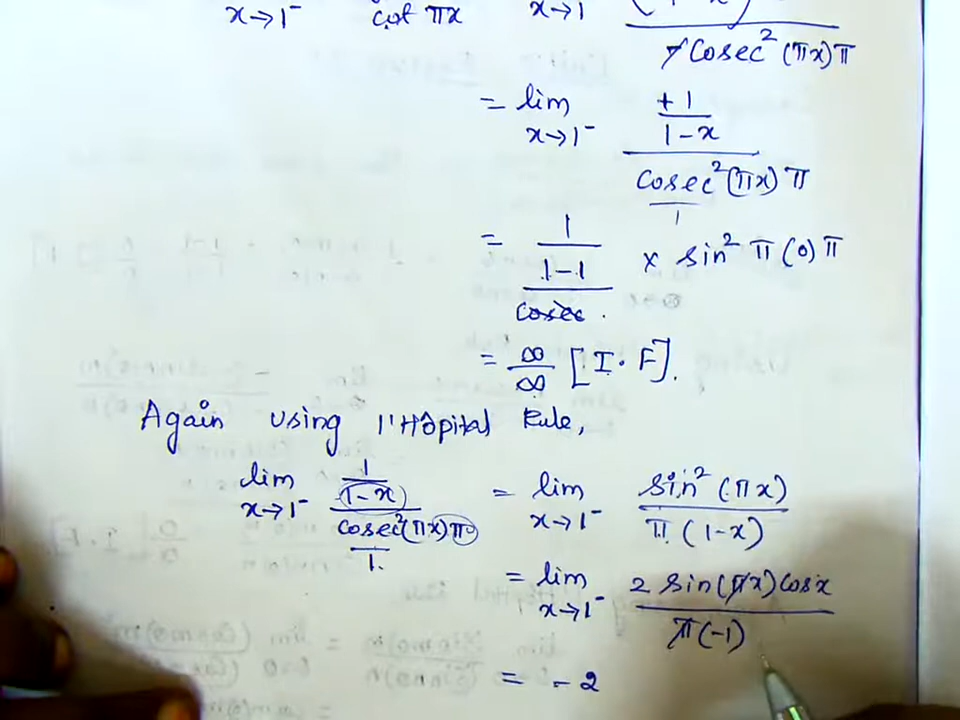 x→1⁻ cot πx x→1 (1-x)
⁄cosec²(πx)π
= lim +1/1-x
x→1⁻ cosec²(πx)π/1
= 1/1-1 × sin² π(0)π
cosec.
= ∞/∞ [I.F].
Again using l'Hôpital Rule,
lim 1/(1-x) = lim sin²(πx)
x→1⁻ cosec²(πx)π/1. x→1⁻ π(1-x)
= lim 2 sin(πx)cosx
x→1⁻ π(-1)
= -2